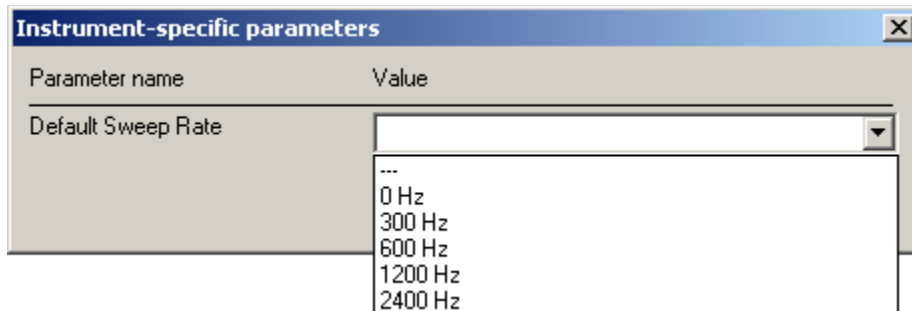 Instrument-specific parameters
Parameter name Value
Default Sweep Rate
---
0 Hz
300 Hz
600 Hz
1200 Hz
2400 Hz